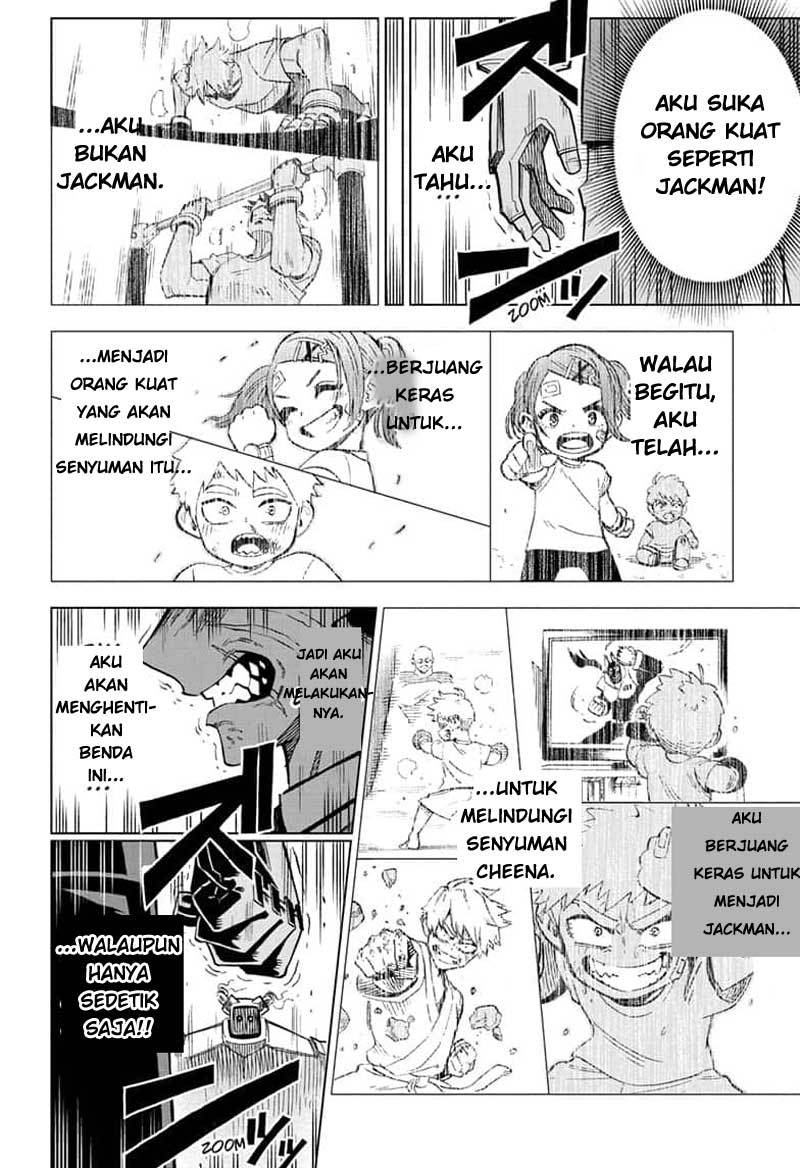 AKU SUKA
ORANG KUAT
SEPERTI
JACKMAN!
ズ
AKU
TAHU...
ZOOM
...AKU
BUKAN
JACKMAN.
WALAU
BEGITU,
AKU
TELAH...
...BERJUANG
KERAS
UNTUK...
...MENJADI
ORANG KUAT
YANG AKAN
MELINDUNGI
SENYUMAN ITU...
AKU
BERJUANG
KERAS UNTUK
MENJADI
JACKMAN...
...UNTUK
MELINDUNGI
SENYUMAN
CHEENA.
JADI AKU
AKAN
MELAKUKAN-
NYA.
AKU
AKAN
MENGHENTI-
KAN
BENDA
INI...
ズ
...WALAUPUN
HANYA
SEDETIK
SAJA!!
ZOOM